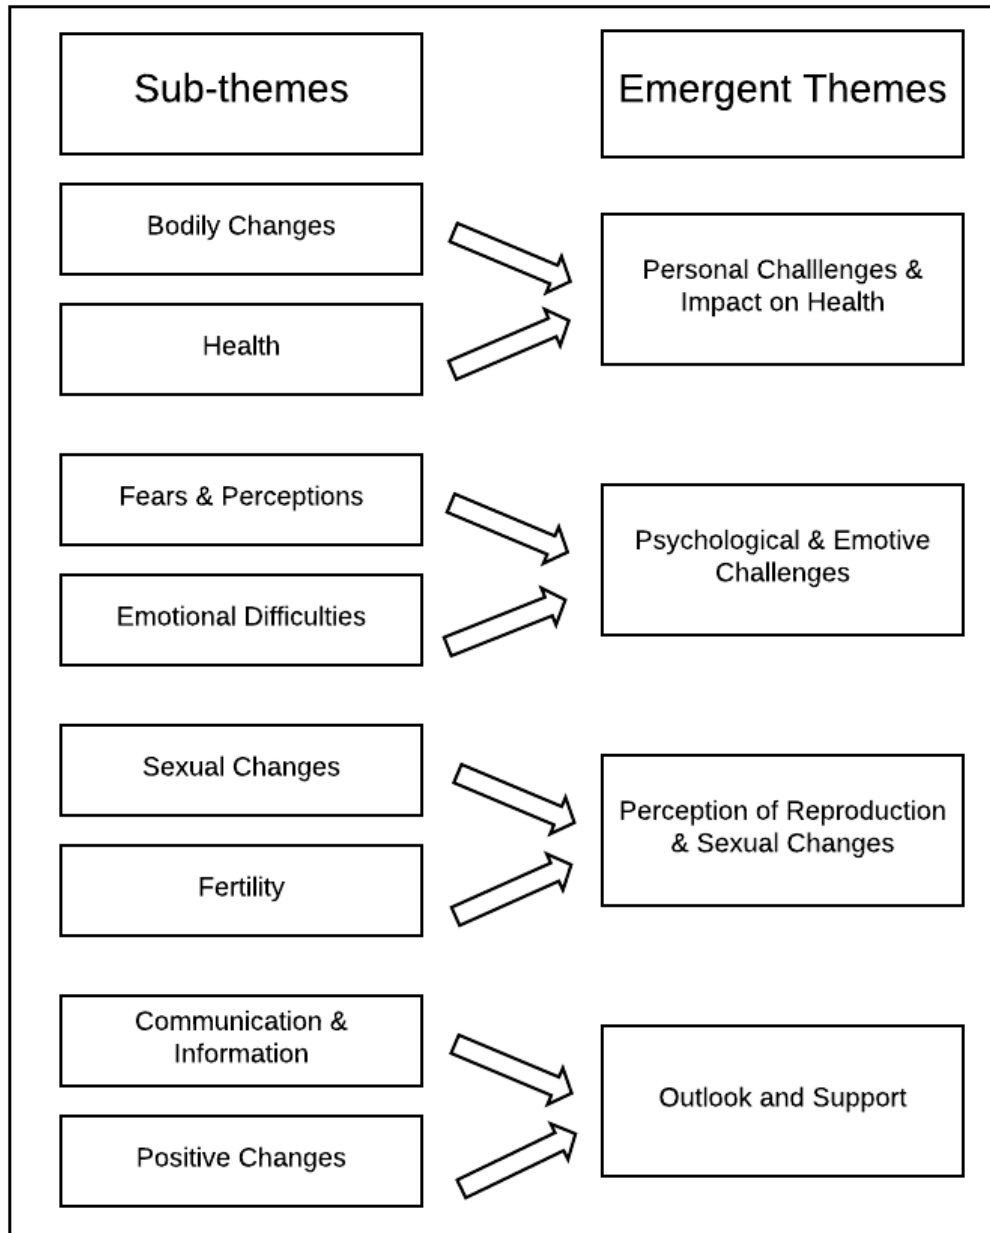 Sub-themes
Emergent Themes
Bodily Changes
Health
Personal Challlenges &
Impact on Health
Fears & Perceptions
Emotional Difficulties
Psychological & Emotive
Challenges
Sexual Changes
Fertility
Perception of Reproduction
& Sexual Changes
Communication &
Information
Positive Changes
Outlook and Support